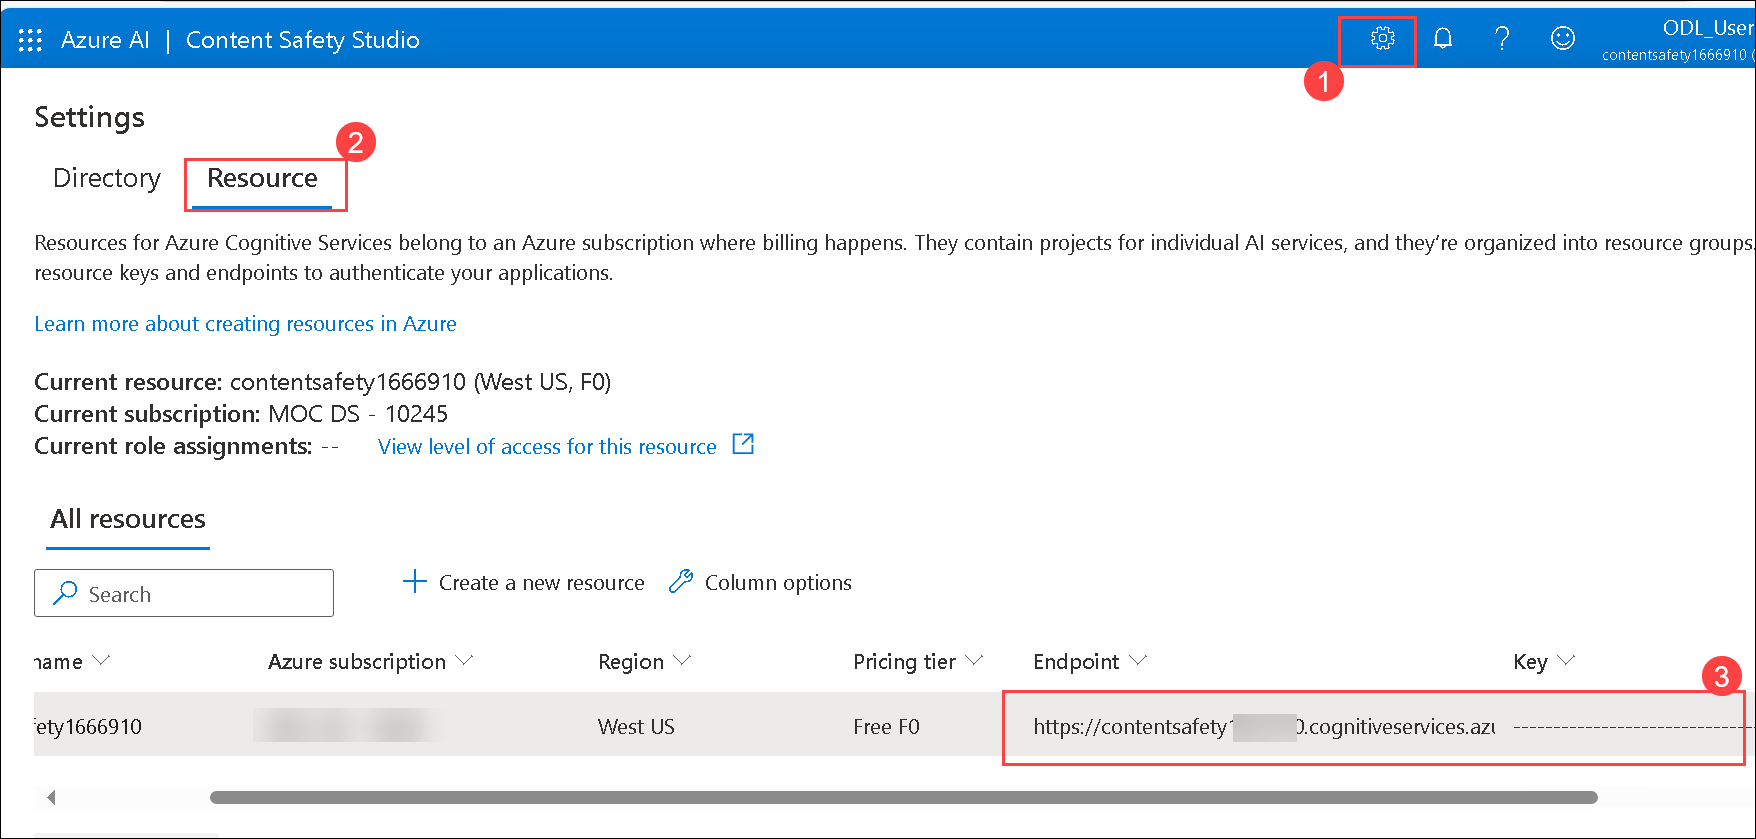 Azure AI | Content Safety Studio
ODL_User
contentsafety1666910 (
1
Settings
2
Directory
Resource
Resources for Azure Cognitive Services belong to an Azure subscription where billing happens. They contain projects for individual AI services, and they're organized into resource groups.
resource keys and endpoints to authenticate your applications.
Learn more about creating resources in Azure
Current resource: contentsafety1666910 (West US, F0)
Current subscription: MOC DS - 10245
Current role assignments: -- View level of access for this resource
All resources
Search
Create a new resource
Column options
name Azure subscription Region Pricing tier Endpoint Key
3
fety1666910 West US Free F0 https://contentsafety 0.cognitiveservices.azu --------------------------------